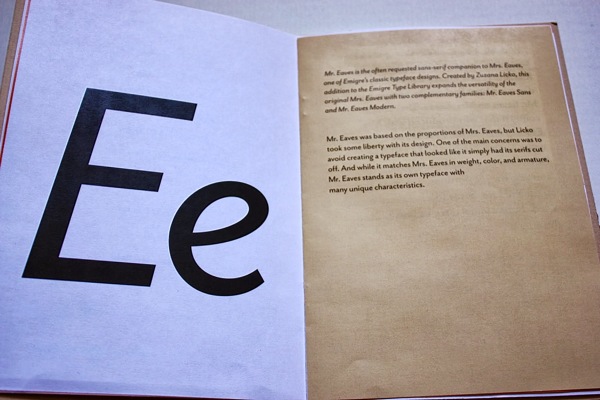 Ee
Mr. Eaves is the often requested sans-serif companion to Mrs. Eaves,
one of Emigre's classic typeface designs. Created by Zuzana Licko, this
addition to the Emigre Type Library expands the versatility of the
original Mrs. Eaves with two complementary families: Mr. Eaves Sans
and Mr. Eaves Modern.
Mr. Eaves was based on the proportions of Mrs. Eaves, but Licko
took some liberty with its design. One of the main concerns was to
avoid creating a typeface that looked like it simply had its serifs cut
off. And while it matches Mrs. Eaves in weight, color, and armature,
Mr. Eaves stands as its own typeface with
many unique characteristics.